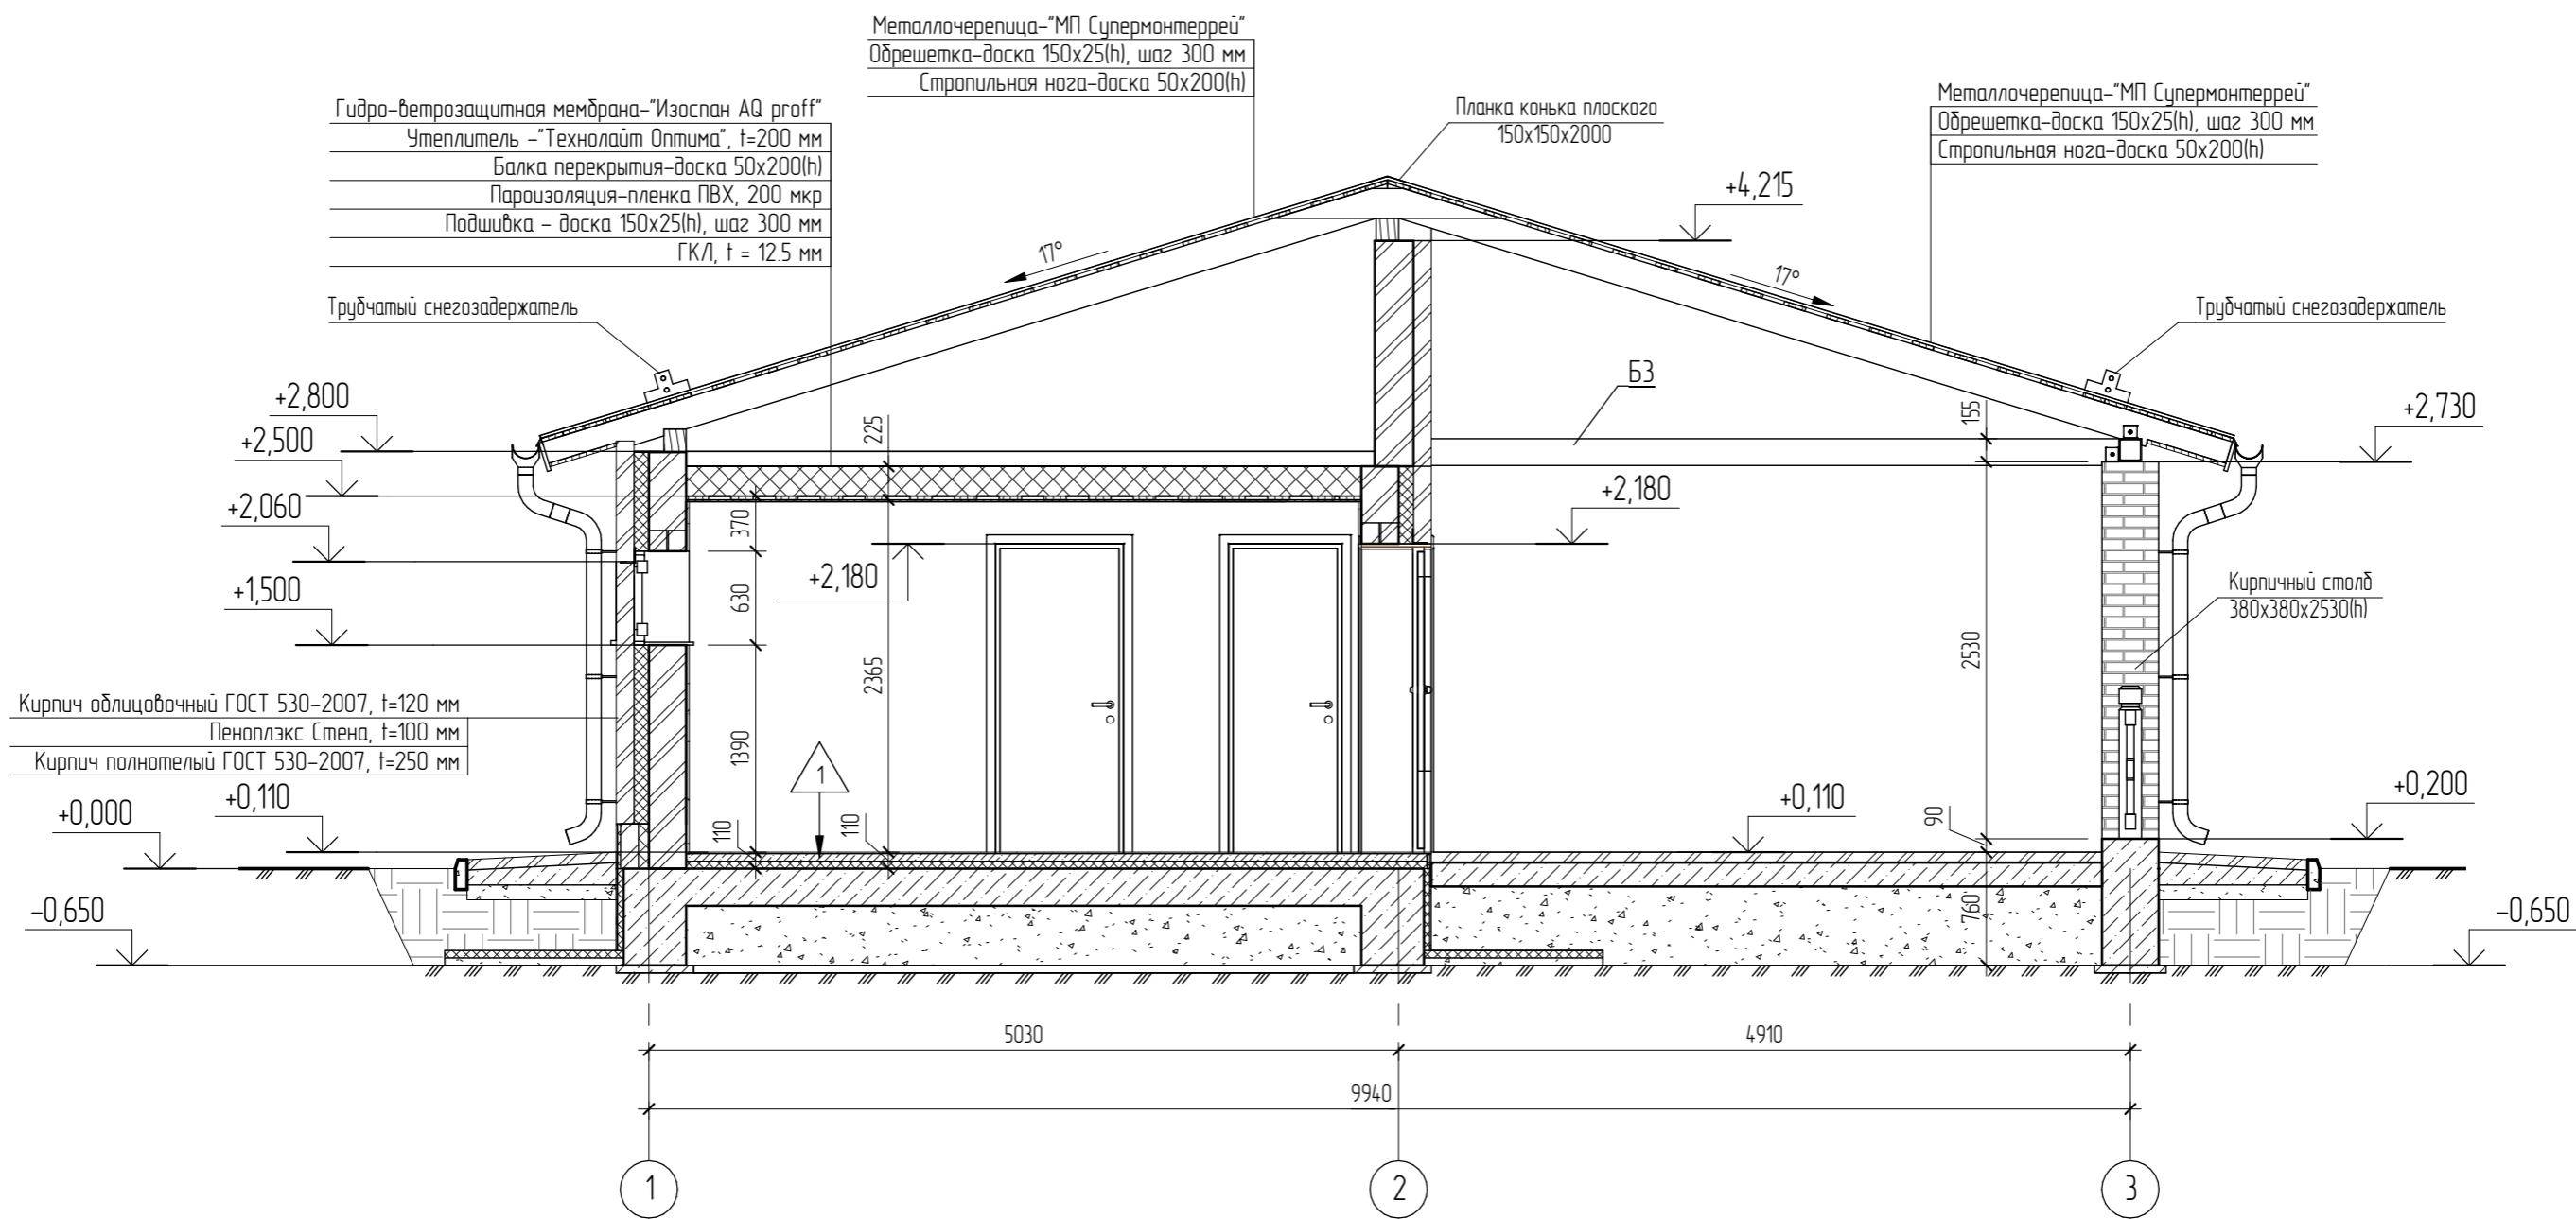 Металлочерепица-"МП Супермонтеррей"
Обрешетка-доска 150х25(h), шаг 300 мм
Стропильная нога-доска 50х200(h)
Гидро-ветрозащитная мембрана-"Изоспан AQ proff"
Утеплитель -"Технолайт Оптима", t=200 мм
Балка перекрытия-доска 50х200(h)
Пароизоляция-пленка ПВХ, 200 мкр
Подшивка - доска 150х25(h), шаг 300 мм
ГКЛ, t = 12.5 мм
Планка конька плоского
150х150х2000
Металлочерепица-"МП Супермонтеррей"
Обрешетка-доска 150х25(h), шаг 300 мм
Стропильная нога-доска 50х200(h)
+4,215
17°
17°
Трубчатый снегозадержатель
Трубчатый снегозадержатель
Б3
+2,800
+2,500
+2,060
+1,500
225
155
+2,730
+2,180
+2,180
370
630
1390
110
2365
110
1
2530
90
760
Кирпичный столб
380х380х2530(h)
Кирпич облицовочный ГОСТ 530-2007, t=120 мм
Пеноплэкс Стена, t=100 мм
Кирпич полнотелый ГОСТ 530-2007, t=250 мм
+0,110
+0,000
-0,650
+0,110
+0,200
-0,650
5030
4910
9940
1
2
3